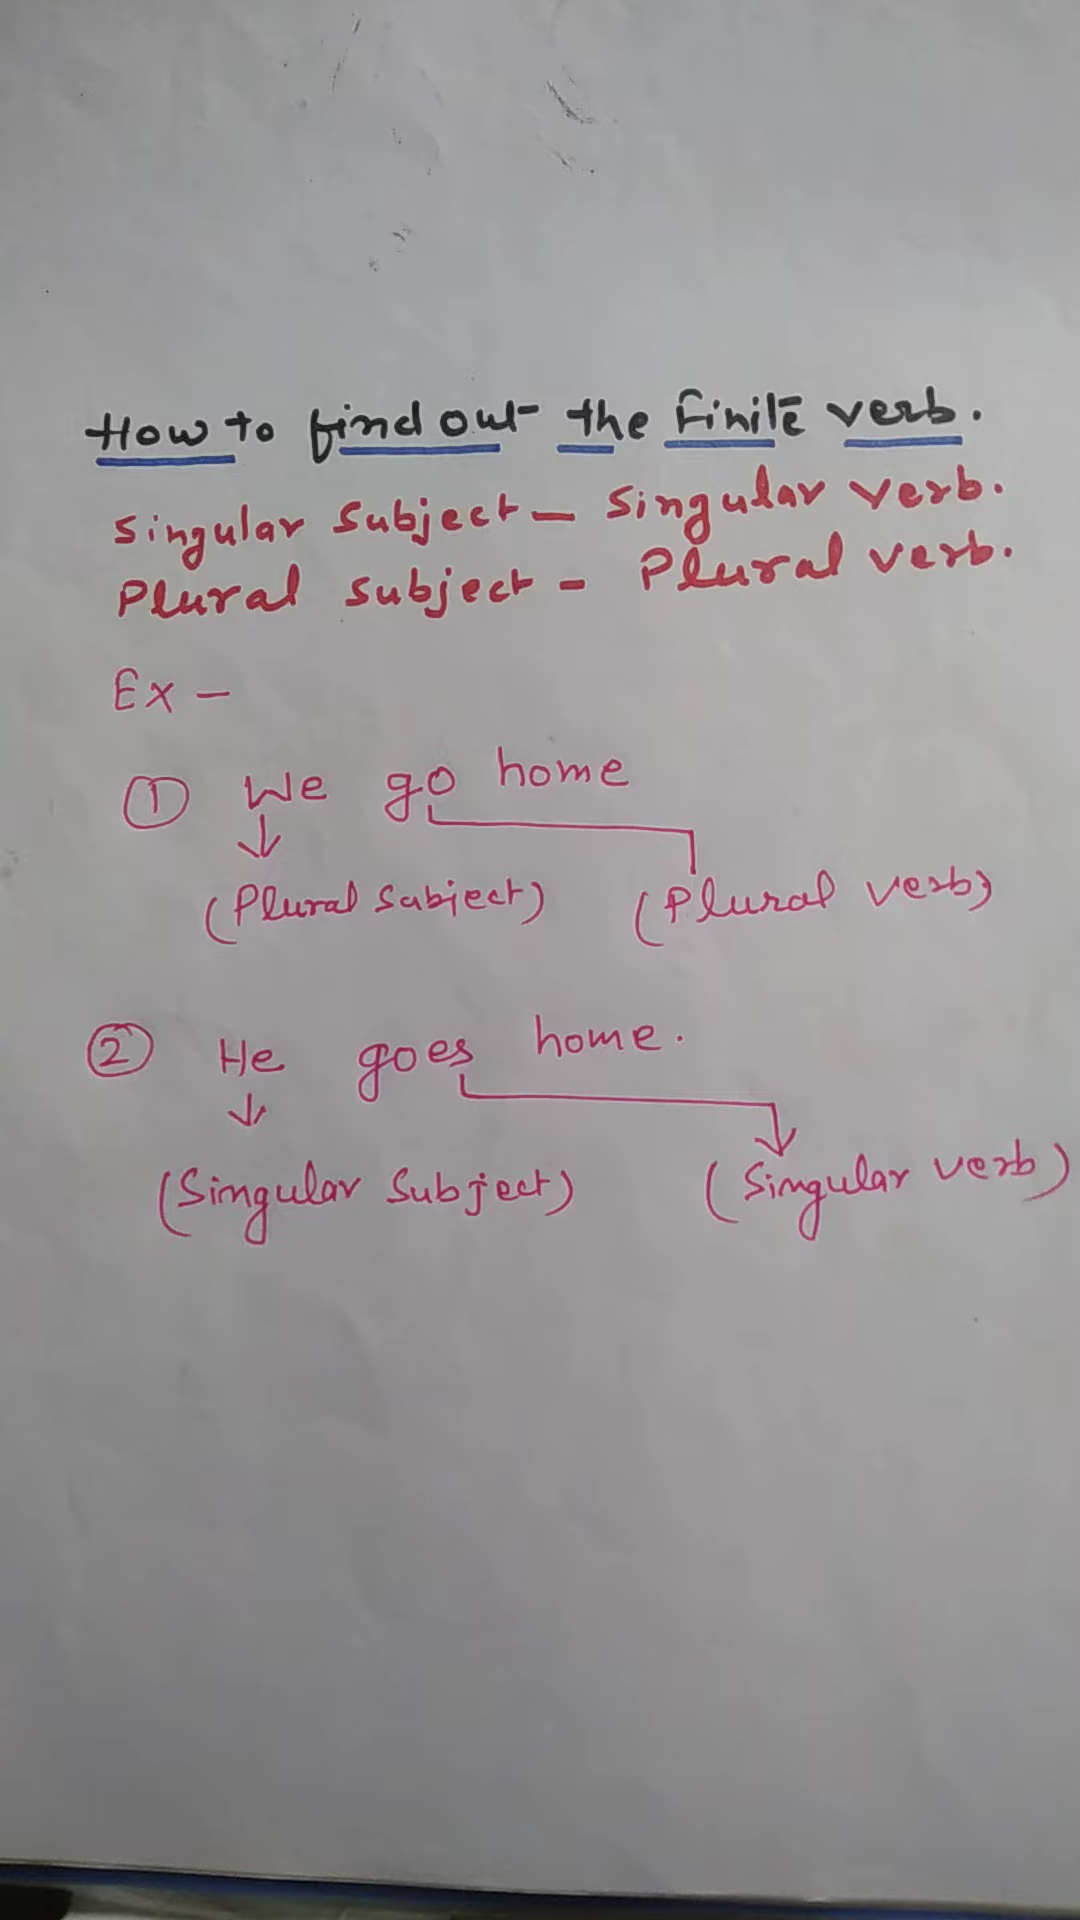 How to find out the Finite verb.
Singular Subject - Singular verb.
Plural subject - Plural verb.
Ex -
① We go home
(Plural Subject) (Plural verb)
② He goes home.
(Singular Subject) (Singular verb)